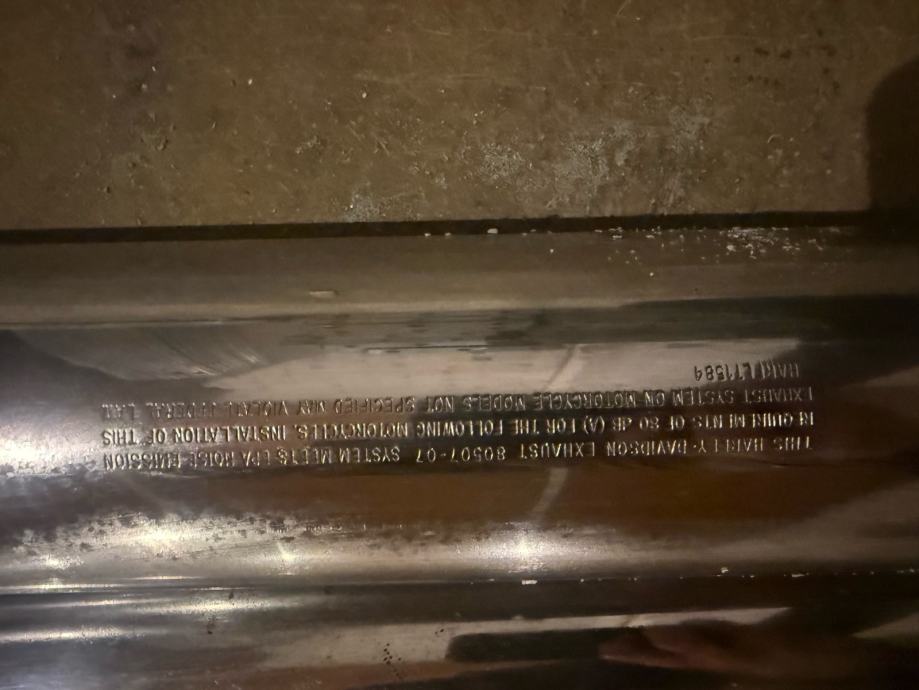 THIS HARLEY-DAVIDSON EXHAUST 80507-07 SYSTEM MEETS EPA NOISE EMISSION
REQUIREMENTS OF 80 dB (A) FOR THE FOLLOWING MOTORCYCLES. INSTALLATION OF THIS
EXHAUST SYSTEM ON MOTORCYCLE MODELS NOT SPECIFIED MAY VIOLATE FEDERAL LAW.